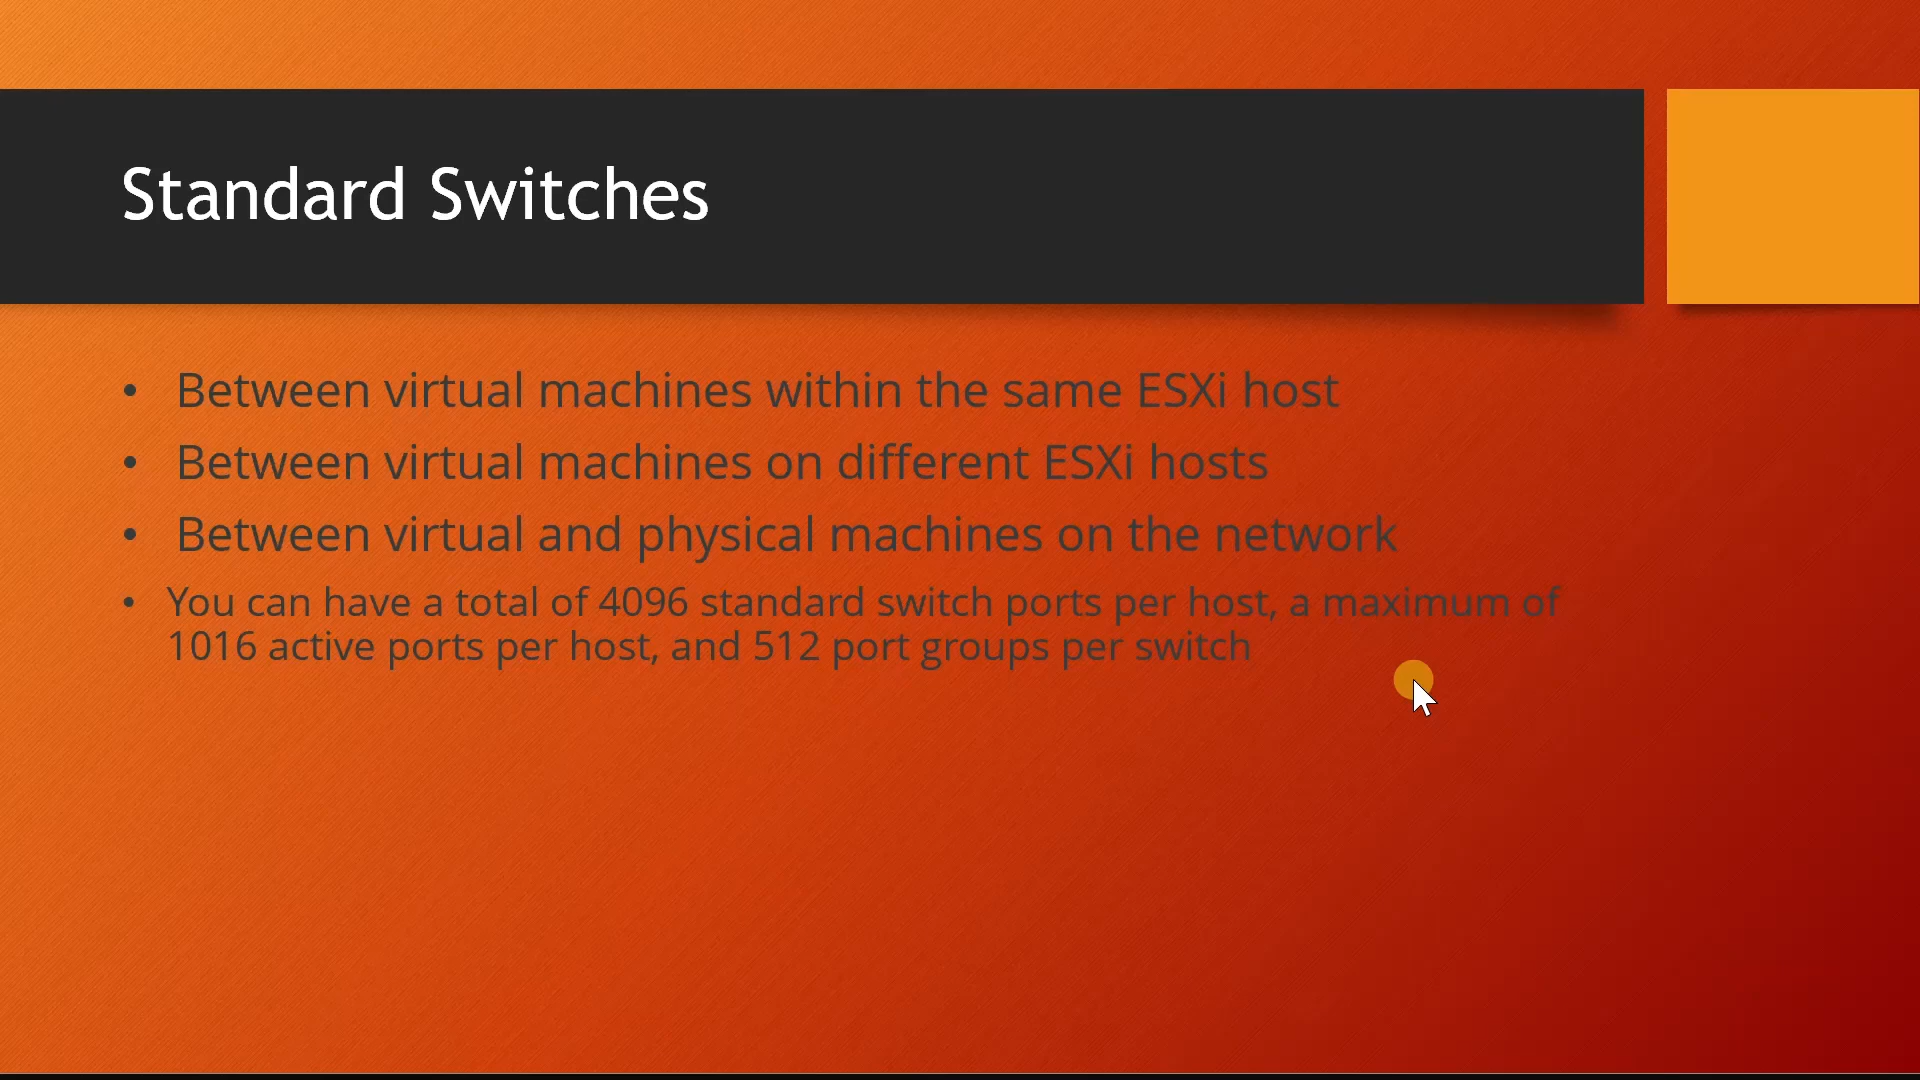 Standard Switches
• Between virtual machines within the same ESXi host
• Between virtual machines on different ESXi hosts
• Between virtual and physical machines on the network
• You can have a total of 4096 standard switch ports per host, a maximum of
1016 active ports per host, and 512 port groups per switch